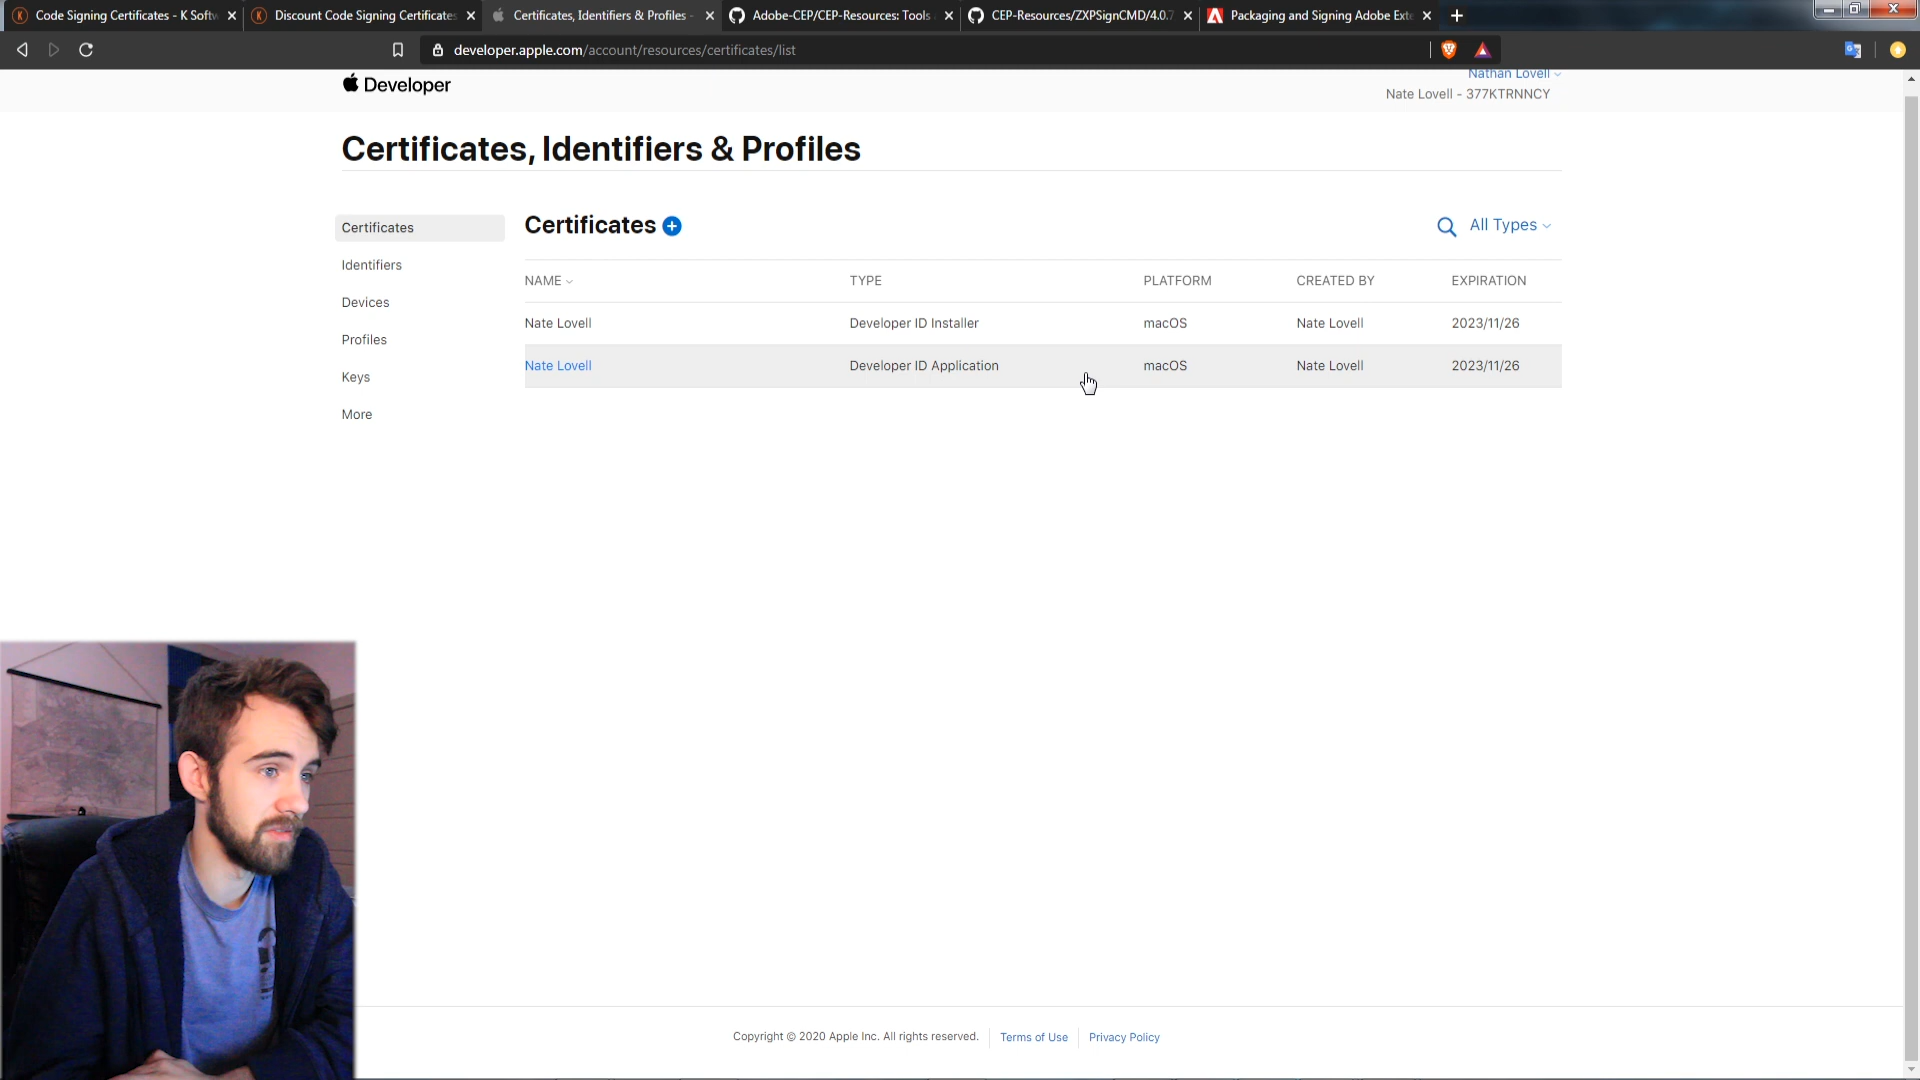 Code Signing Certificates - K Softw
Discount Code Signing Certificates
Certificates, Identifiers & Profiles -
Adobe-CEP/CEP-Resources: Tools
CEP-Resources/ZXPSignCMD/4.0.7
Packaging and Signing Adobe Exte
developer.apple.com/account/resources/certificates/list
Developer
Nathan Lovell
Nate Lovell - 377KTRNNCY
Certificates, Identifiers & Profiles
Certificates
Identifiers
Devices
Profiles
Keys
More
Certificates
All Types
NAME TYPE PLATFORM CREATED BY EXPIRATION
Nate Lovell Developer ID Installer macOS Nate Lovell 2023/11/26
Nate Lovell Developer ID Application macOS Nate Lovell 2023/11/26
Copyright © 2020 Apple Inc. All rights reserved. Terms of Use Privacy Policy